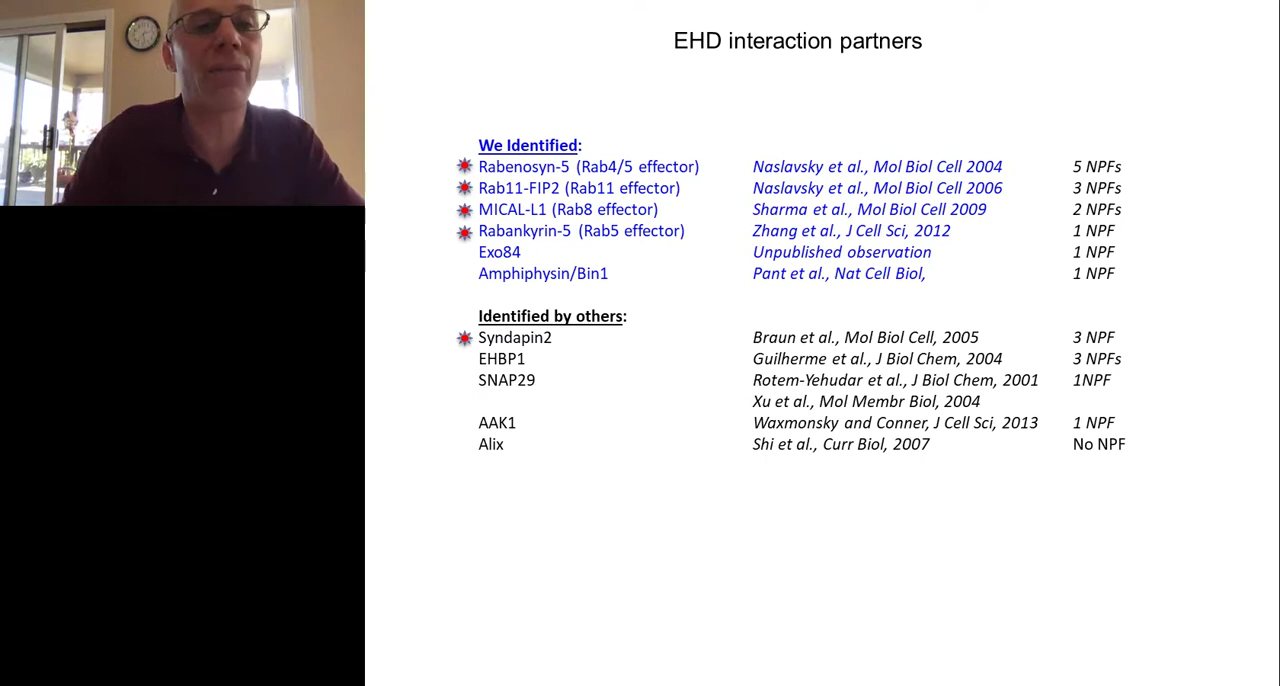 EHD interaction partners
We Identified:
Rabenosyn-5 (Rab4/5 effector) Naslavsky et al., Mol Biol Cell 2004 5 NPFs
Rab11-FIP2 (Rab11 effector) Naslavsky et al., Mol Biol Cell 2006 3 NPFs
MICAL-L1 (Rab8 effector) Sharma et al., Mol Biol Cell 2009 2 NPFs
Rabankyrin-5 (Rab5 effector) Zhang et al., J Cell Sci, 2012 1 NPF
Exo84 Unpublished observation 1 NPF
Amphiphysin/Bin1 Pant et al., Nat Cell Biol, 1 NPF
Identified by others:
Syndapin2 Braun et al., Mol Biol Cell, 2005 3 NPF
EHBP1 Guilherme et al., J Biol Chem, 2004 3 NPFs
SNAP29 Rotem-Yehudar et al., J Biol Chem, 2001 1NPF
Xu et al., Mol Membr Biol, 2004
AAK1 Waxmonsky and Conner, J Cell Sci, 2013 1 NPF
Alix Shi et al., Curr Biol, 2007 No NPF